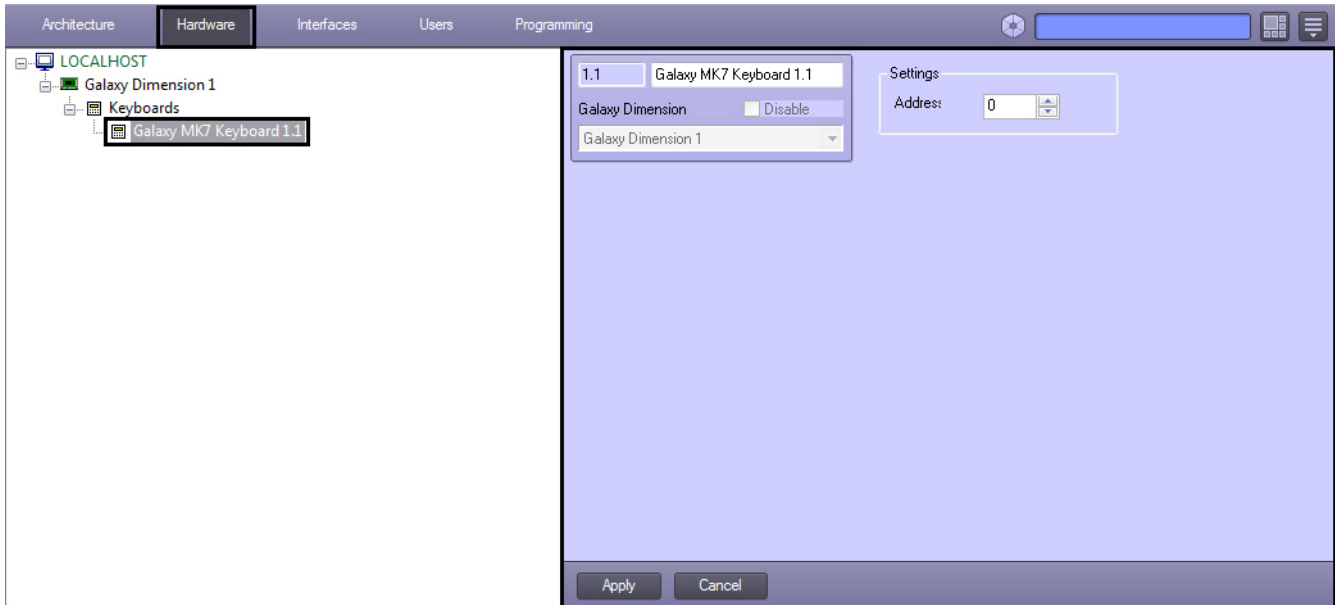 Architecture Hardware Interfaces Users Programming
LOCALHOST
Galaxy Dimension 1
Keyboards
Galaxy MK7 Keyboard 1.1
1.1 Galaxy MK7 Keyboard 1.1
Galaxy Dimension Disable
Galaxy Dimension 1
Settings
Address: 0
Apply Cancel